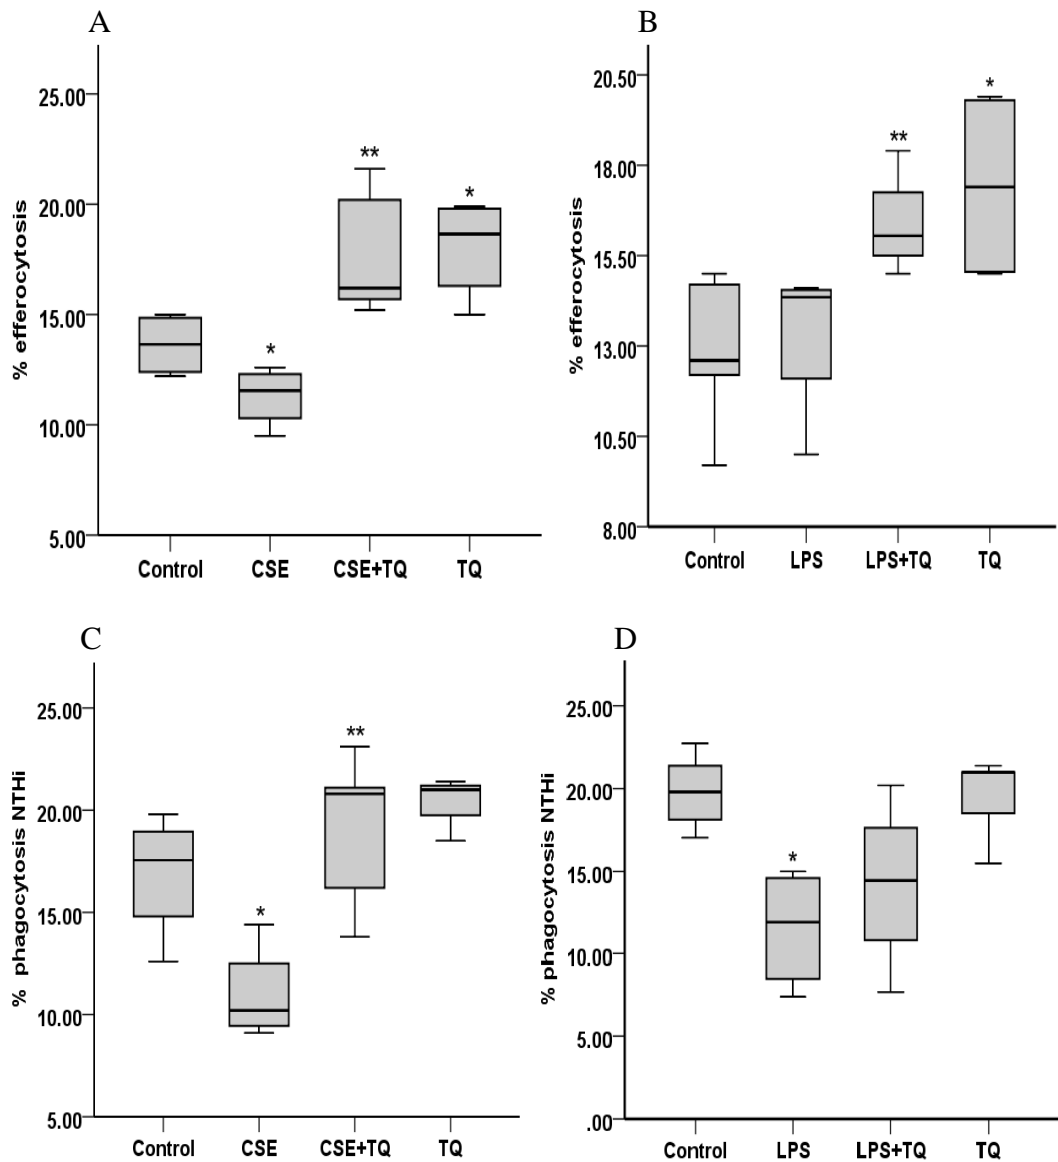 A
% efferocytosis
25.00
20.00
15.00
10.00
5.00
*
**
*
Control CSE CSE+TQ TQ
B
% efferocytosis
20.50
18.00
15.50
13.00
10.50
8.00
**
*
Control LPS LPS+TQ TQ
C
% phagocytosis NTHi
25.00
20.00
15.00
10.00
5.00
*
**
Control CSE CSE+TQ TQ
D
% phagocytosis NTHi
25.00
20.00
15.00
10.00
5.00
.00
*
Control LPS LPS+TQ TQ